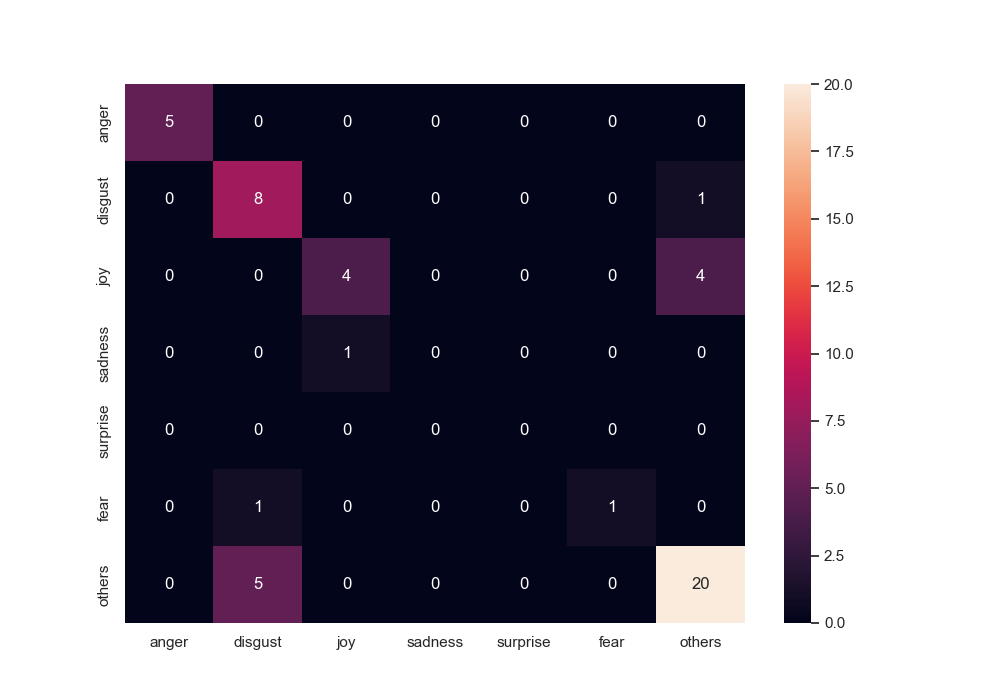 anger 5 0 0 0 0 0 0
disgust 0 8 0 0 0 0 1
joy 0 0 4 0 0 0 4
sadness 0 0 1 0 0 0 0
surprise 0 0 0 0 0 0 0
fear 0 1 0 0 0 1 0
others 0 5 0 0 0 0 20
anger disgust joy sadness surprise fear others
20.0
17.5
15.0
12.5
10.0
7.5
5.0
2.5
0.0